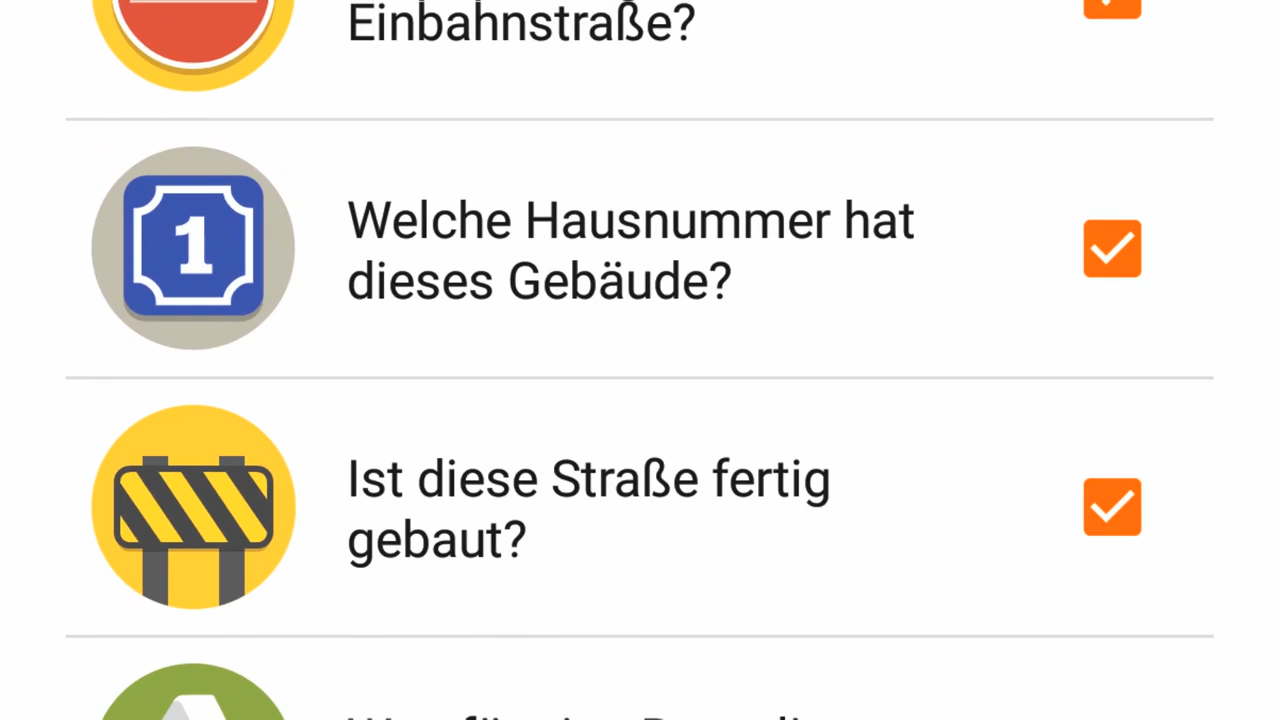 Einbahnstraße?
1
Welche Hausnummer hat
dieses Gebäude?
Ist diese Straße fertig
gebaut?